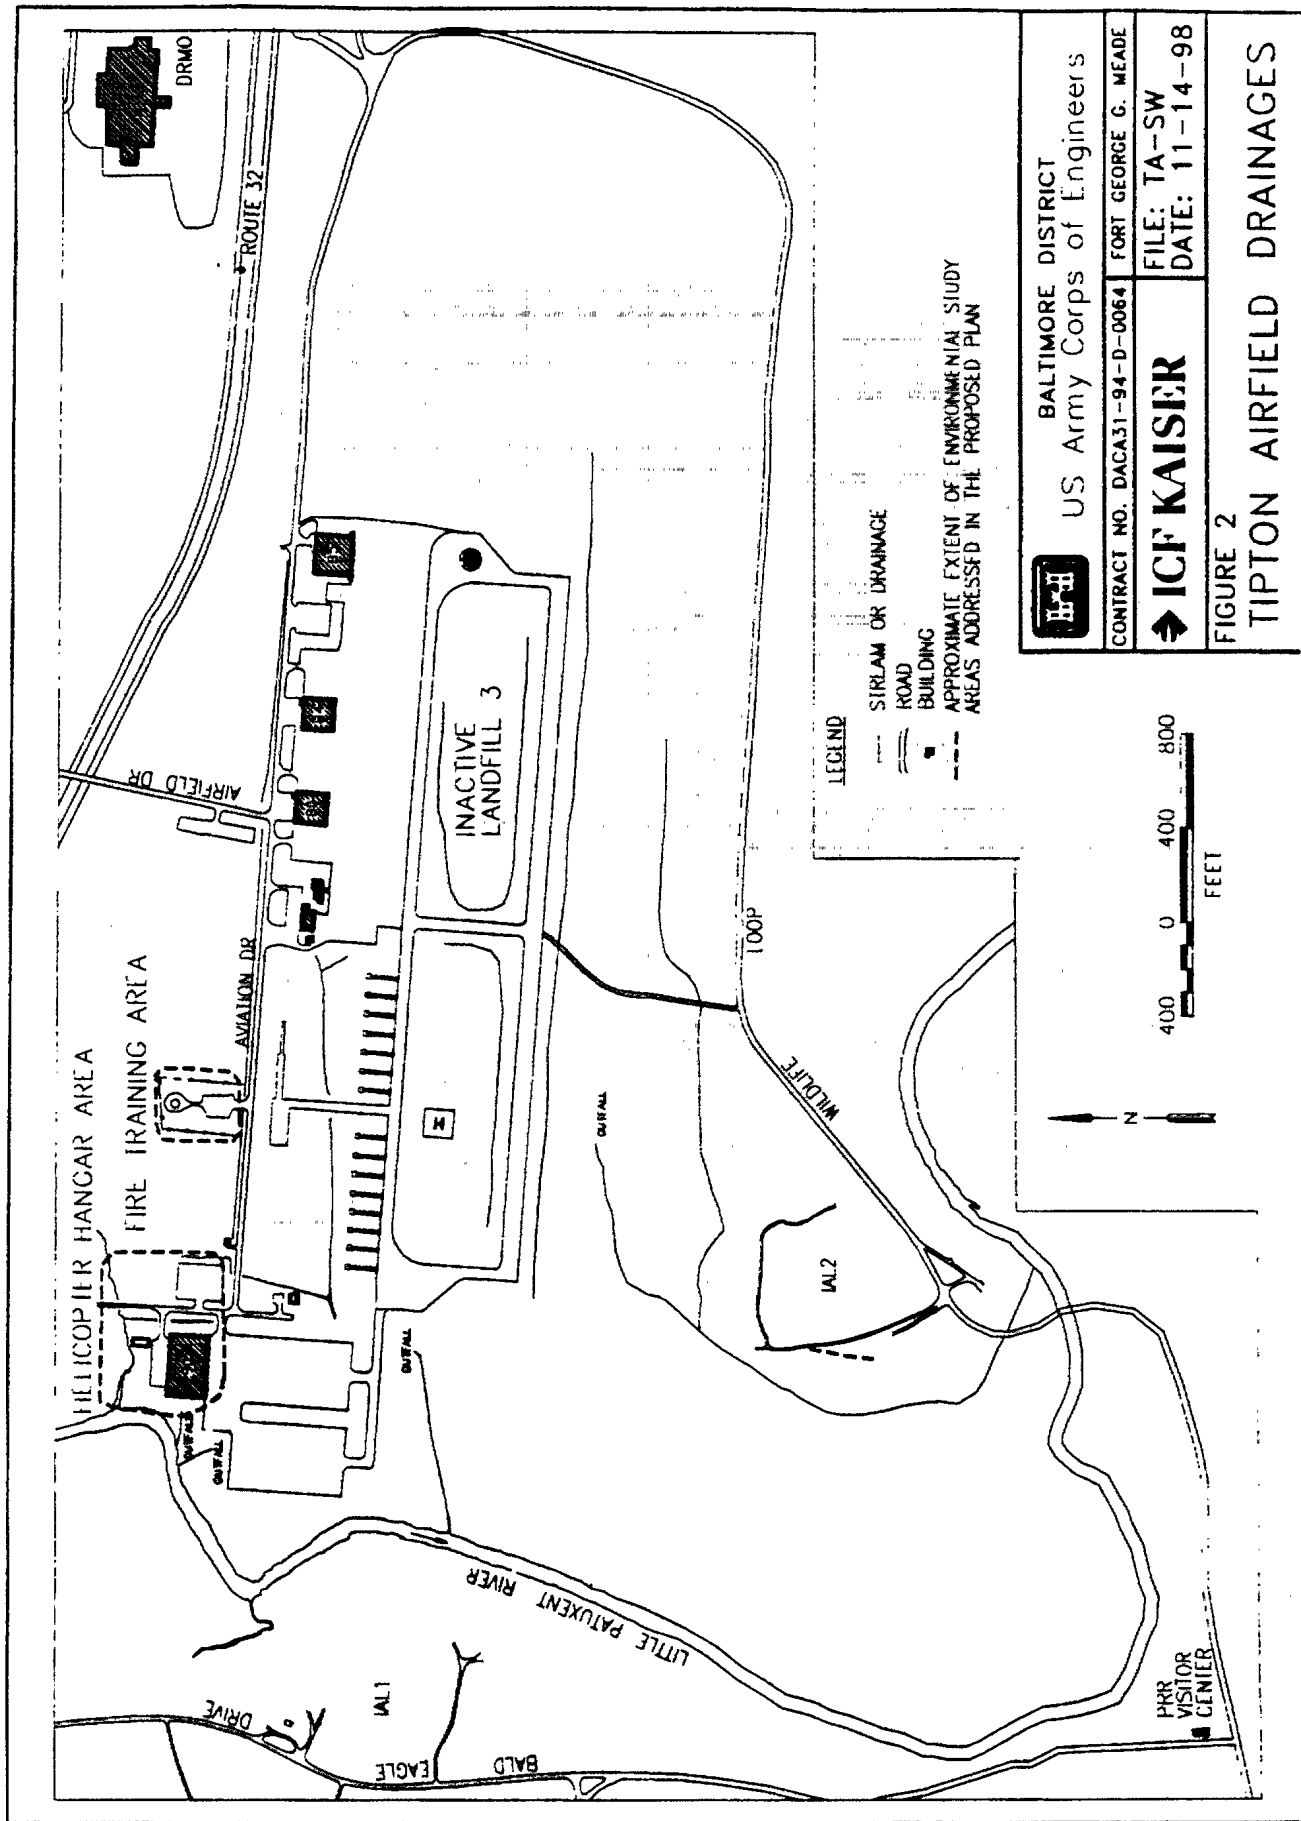 DRMO
ROUTE 32
AIRFIELD DR
AVIATION DR
HELICOPTER HANGAR AREA
FIRE TRAINING AREA
INACTIVE
LANDFILL 3
H
OUTFALL
OUTFALL
OUTFALL
OUTFALL
WILDLIFE
LOOP
IAL2
IAL1
LITTLE PATUXENT
RIVER
BALD
EAGLE
DRIVE
PRR
VISITOR
CENTER
LEGEND
STREAM OR DRAINAGE
ROAD
BUILDING
APPROXIMATE EXTENT OF ENVIRONMENTAL STUDY
AREAS ADDRESSED IN THE PROPOSED PLAN
N
400 0 400 800
FEET
BALTIMORE DISTRICT
US Army Corps of Engineers
CONTRACT NO. DACA31-94-D-0064
FORT GEORGE G. MEADE
ICF KAISER
FILE: TA-SW
DATE: 11-14-98
FIGURE 2
TIPTON AIRFIELD DRAINAGES